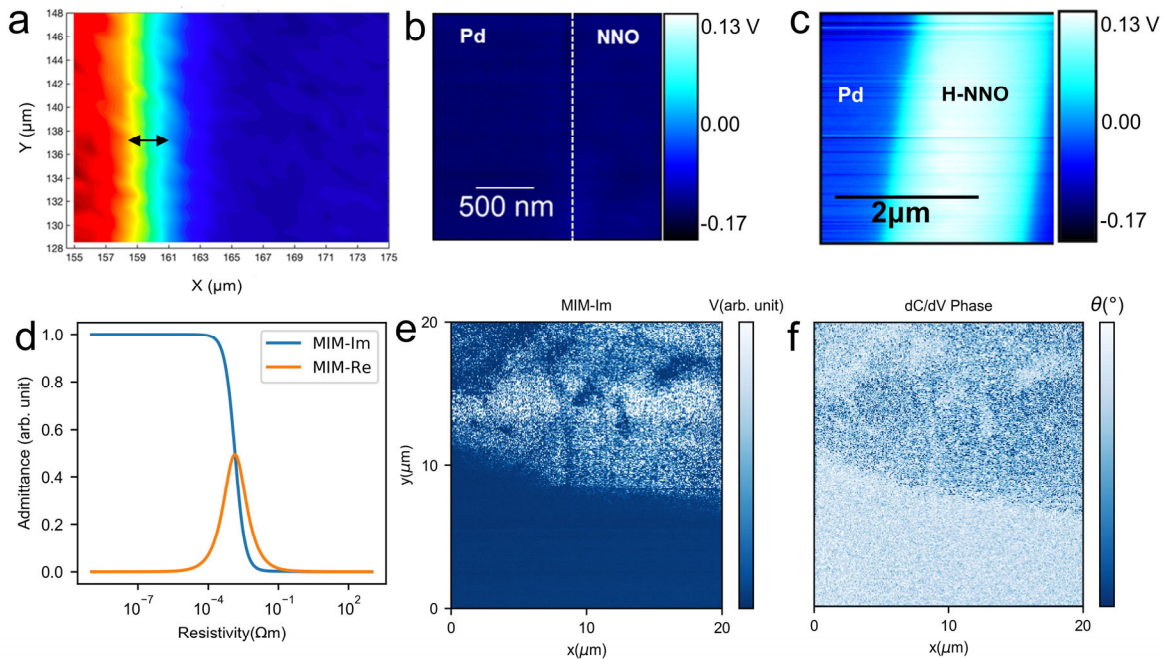 a
148
146
144
142
140
138
136
134
132
130
128
Y (µm)
155 157 159 161 163 165 167 169 171 173 175
X (µm)
b
Pd NNO
500 nm
0.13 V
0.00
-0.17
c
Pd H-NNO
2µm
0.13 V
0.00
-0.17
d
1.0
0.8
0.6
0.4
0.2
0.0
Admittance (arb. unit)
MIM-Im
MIM-Re
10⁻⁷ 10⁻⁴ 10⁻¹ 10²
Resistivity(Ωm)
e
MIM-Im
V(arb. unit)
20
10
0
y(µm)
0 10 20
x(µm)
f
dC/dV Phase
θ(°)
0 10 20
x(µm)